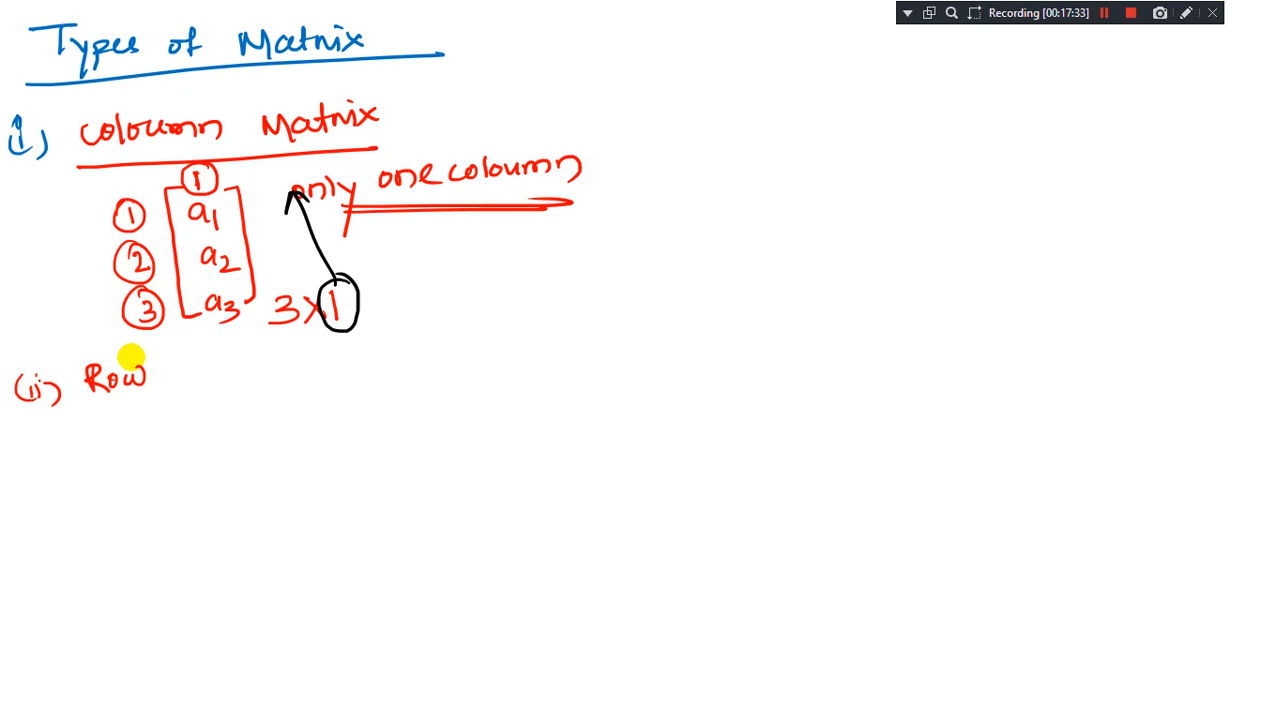 Recording [00:17:33]
Types of Matrix
(i) coloumn Matrix
1 only one coloumn
1 a1
2 a2
3 a3 3×1
(ii) Row